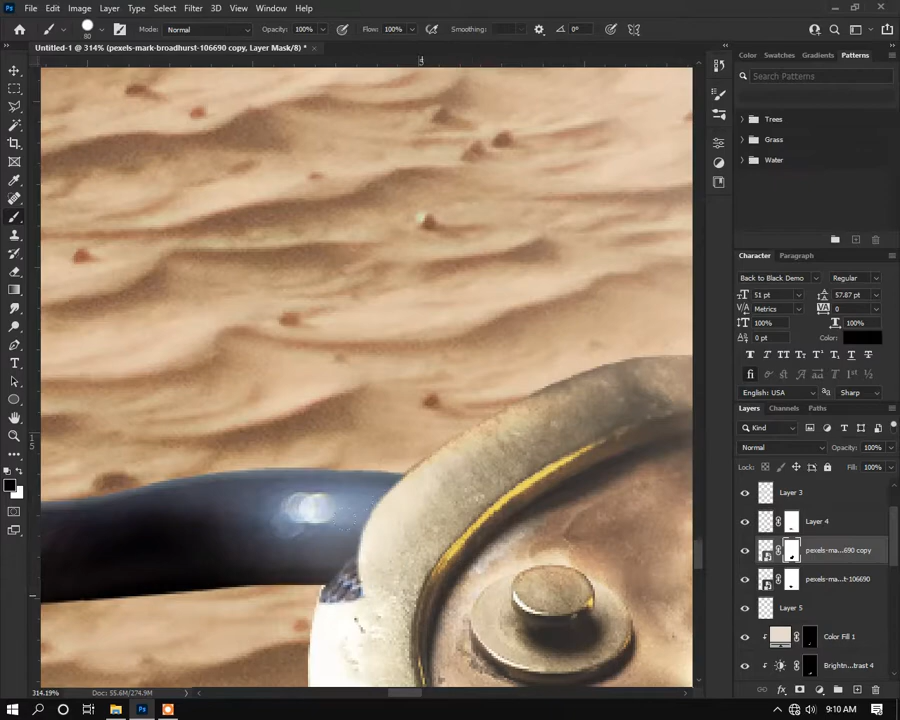 Ps File Edit Image Layer Type Select Filter 3D View Window Help
80 Mode: Normal Opacity: 100% Flow: 100% Smoothing: 0°
Untitled-1 @ 314% (pexels-mark-broadhurst-106690 copy, Layer Mask/8) * ×
Color Swatches Gradients Patterns
Search Patterns
Trees
Grass
Water
Character Paragraph
Back to Black Demo Regular
51 pt 57.87 pt
Metrics 0
100% 100%
0 pt Color:
English: USA Sharp
Layers Channels Paths
Kind
Normal Opacity: 100%
Lock: Fill: 100%
Layer 3
Layer 4
pexels-ma...690 copy
pexels-ma...t-106690
Layer 5
Color Fill 1
Brightn...trast 4
314.19% Doc: 55.6M/274.9M
9:10 AM